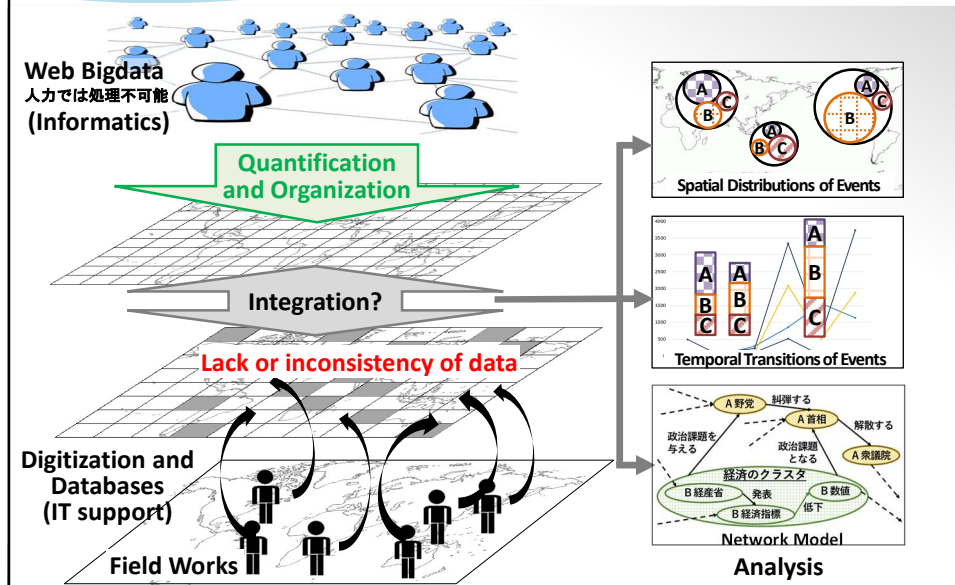 Web Bigdata
人力では処理不可能
(Informatics)
Quantification
and Organization
Integration?
Lack or inconsistency of data
Digitization and
Databases
(IT support)
Field Works
A
B
C
A
B
C
A
B
C
Spatial Distributions of Events
4000
3500
3000
2500
2000
1500
1000
500
A
B
C
A
B
C
A
B
C
Temporal Transitions of Events
A 野党
糾弾する
A 首相
解散する
A 衆議院
政治課題を
与える
政治課題
となる
経済のクラスタ
B 経産省
発表
B 数値
B 経済指標
低下
Network Model
Analysis